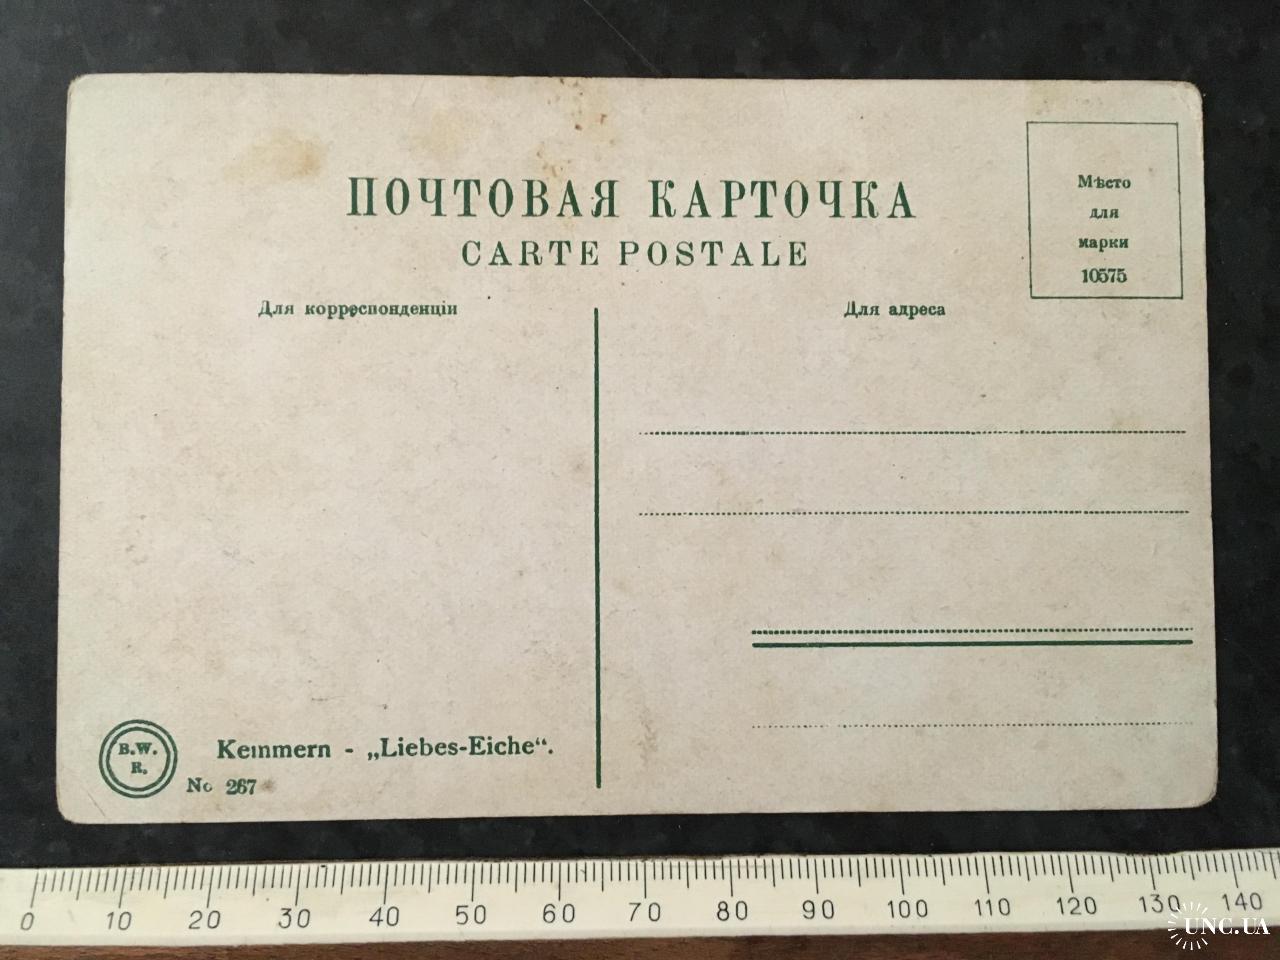 ПОЧТОВАЯ КАРТОЧКА
CARTE POSTALE
Мѣсто
для
марки
10575
Для корреспонденціи
Для адреса
B.W.
R.
Kemmern - „Liebes-Eiche“.
No 267
0 10 20 30 40 50 60 70 80 90 100 110 120 130 140
UNC.UA